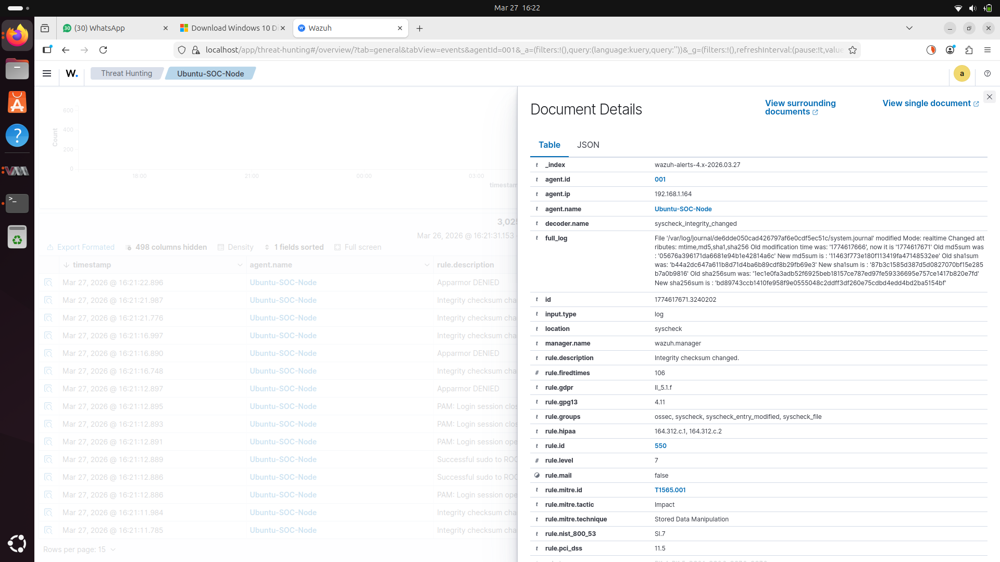 Mar 27 16:22
30 (30) WhatsApp
Download Windows 10 D
Wazuh
localhost/app/threat-hunting#/overview/?tab=general&tabView=events&agentId=001&_a=(filters:!(),query:(language:kuery,query:''))&_g=(filters:!(),refreshInterval:(pause:!t,value
W. Threat Hunting Ubuntu-SOC-Node a
Document Details
View surrounding
documents
View single document
Table JSON
_index wazuh-alerts-4.x-2026.03.27
agent.id 001
agent.ip 192.168.1.164
agent.name Ubuntu-SOC-Node
decoder.name syscheck_integrity_changed
full_log File '/var/log/journal/de6dde050cad426797af6e0cdf5ec51c/system.journal' modified Mode: realtime Changed att
ributes: mtime,md5,sha1,sha256 Old modification time was: '1774617666', now it is '1774617671' Old md5sum was
: '05676a396171da6681e94b1e42814a6c' New md5sum is : '11463f773e180f113419fa47148532ee' Old sha1sum
was: 'b44a2dc647a611b8d71d4ba6b89cdf8b29fb69e3' New sha1sum is : '87b3c1585d387d5d0827070bf15e285
b7a0b9816' Old sha256sum was: '1ec1e0fa3adb52f6925beb18157ce787ed97fe59336695e757ce1417b820e7fd'
New sha256sum is : 'bd89743ccb1410fe958f9e0555048c2ddff3df260e75cdbd4edd4bd2ba5154bf'
id 1774617671.3240202
input.type log
location syscheck
manager.name wazuh.manager
rule.description Integrity checksum changed.
rule.firedtimes 106
rule.gdpr II_5.1.f
rule.gpg13 4.11
rule.groups ossec, syscheck, syscheck_entry_modified, syscheck_file
rule.hipaa 164.312.c.1, 164.312.c.2
rule.id 550
rule.level 7
rule.mail false
rule.mitre.id T1565.001
rule.mitre.tactic Impact
rule.mitre.technique Stored Data Manipulation
rule.nist_800_53 SI.7
rule.pci_dss 11.5
600
400
200
0
Count
18:00 21:00 00:00 03:00
timestam
3,025
Mar 26, 2026 @ 16:21:31.153 -
Export Formated 498 columns hidden Density 1 fields sorted Full screen
timestamp agent.name rule.description
Mar 27, 2026 @ 16:21:22.896 Ubuntu-SOC-Node Apparmor DENIED
Mar 27, 2026 @ 16:21:21.987 Ubuntu-SOC-Node Integrity checksum cha
Mar 27, 2026 @ 16:21:21.776 Ubuntu-SOC-Node Integrity checksum cha
Mar 27, 2026 @ 16:21:16.997 Ubuntu-SOC-Node Integrity checksum cha
Mar 27, 2026 @ 16:21:16.890 Ubuntu-SOC-Node Apparmor DENIED
Mar 27, 2026 @ 16:21:16.748 Ubuntu-SOC-Node Integrity checksum cha
Mar 27, 2026 @ 16:21:12.897 Ubuntu-SOC-Node Apparmor DENIED
Mar 27, 2026 @ 16:21:12.895 Ubuntu-SOC-Node PAM: Login session clos
Mar 27, 2026 @ 16:21:12.893 Ubuntu-SOC-Node PAM: Login session clos
Mar 27, 2026 @ 16:21:12.891 Ubuntu-SOC-Node PAM: Login session ope
Mar 27, 2026 @ 16:21:12.889 Ubuntu-SOC-Node Successful sudo to ROO
Mar 27, 2026 @ 16:21:12.886 Ubuntu-SOC-Node Successful sudo to ROO
Mar 27, 2026 @ 16:21:12.886 Ubuntu-SOC-Node PAM: Login session ope
Mar 27, 2026 @ 16:21:11.984 Ubuntu-SOC-Node Integrity checksum cha
Mar 27, 2026 @ 16:21:11.785 Ubuntu-SOC-Node Integrity checksum cha
Rows per page: 15